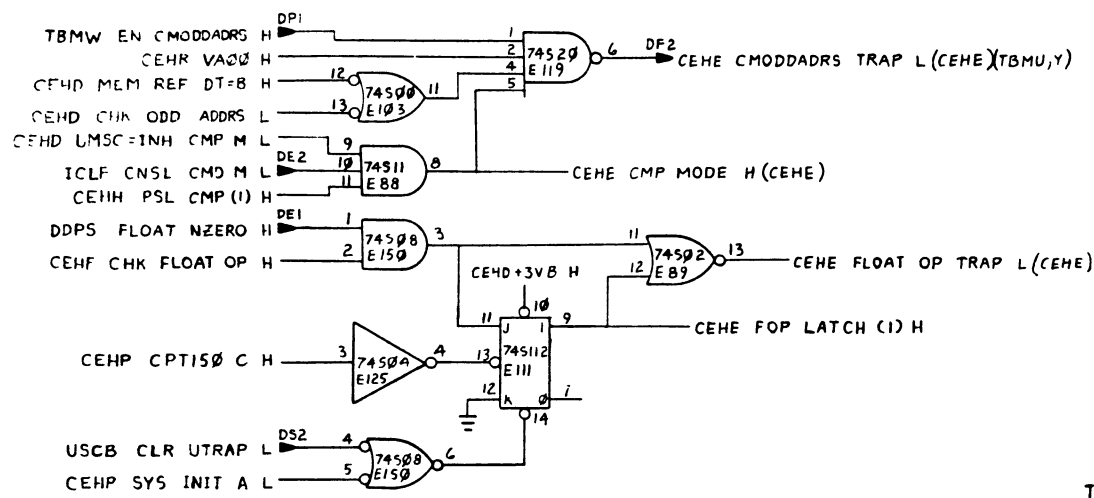 DP1
TBMW EN CMODDADRS H
1
CEHR VAØØ H
2
74S2Ø
E119
6
DF2
CEHE CMODDADRS TRAP L(CEHE)(TBMU,Y)
CEHD MEM REF DT=B H
12
74SØØ
E1Ø3
11
4
5
CEHD CHK ODD ADDRS L
13
CEHD UMSC=INH CMP M L
9
ICLF CNSL CMD M L
DE2
1Ø
74S11
E88
8
CEHE CMP MODE H(CEHE)
CEHH PSL CMP(1) H
11
DDPS FLOAT NZERO H
DE1
1
74SØ8
E15Ø
3
CEHF CHK FLOAT OP H
2
11
74SØ2
E89
13
CEHE FLOAT OP TRAP L(CEHE)
12
CEHD+3VB H
1Ø
11
J
1
9
CEHE FOP LATCH (1) H
CEHP CPT15Ø C H
3
74SØ4
E125
4
13
74S112
E111
12
K
Ø
7
14
USCB CLR UTRAP L
DS2
4
74SØ8
E15Ø
6
CEHP SYS INIT A L
5
T